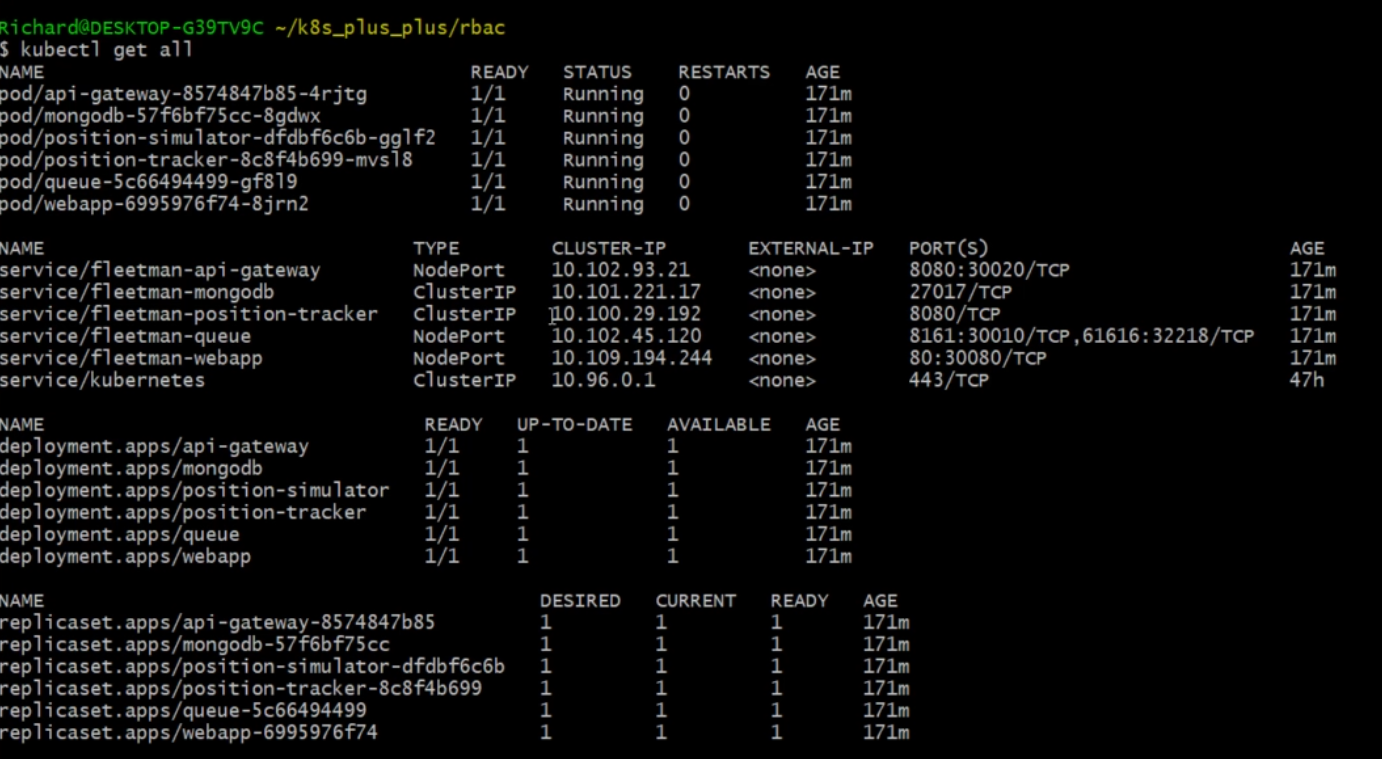 Richard@DESKTOP-G39TV9C ~/k8s_plus_plus/rbac
$ kubectl get all
NAME READY STATUS RESTARTS AGE
pod/api-gateway-8574847b85-4rjtg 1/1 Running 0 171m
pod/mongodb-57f6bf75cc-8gdwx 1/1 Running 0 171m
pod/position-simulator-dfdbf6c6b-gglf2 1/1 Running 0 171m
pod/position-tracker-8c8f4b699-mvsl8 1/1 Running 0 171m
pod/queue-5c66494499-gf8l9 1/1 Running 0 171m
pod/webapp-6995976f74-8jrn2 1/1 Running 0 171m
NAME TYPE CLUSTER-IP EXTERNAL-IP PORT(S) AGE
service/fleetman-api-gateway NodePort 10.102.93.21 <none> 8080:30020/TCP 171m
service/fleetman-mongodb ClusterIP 10.101.221.17 <none> 27017/TCP 171m
service/fleetman-position-tracker ClusterIP 10.100.29.192 <none> 8080/TCP 171m
service/fleetman-queue NodePort 10.102.45.120 <none> 8161:30010/TCP,61616:32218/TCP 171m
service/fleetman-webapp NodePort 10.109.194.244 <none> 80:30080/TCP 171m
service/kubernetes ClusterIP 10.96.0.1 <none> 443/TCP 47h
NAME READY UP-TO-DATE AVAILABLE AGE
deployment.apps/api-gateway 1/1 1 1 171m
deployment.apps/mongodb 1/1 1 1 171m
deployment.apps/position-simulator 1/1 1 1 171m
deployment.apps/position-tracker 1/1 1 1 171m
deployment.apps/queue 1/1 1 1 171m
deployment.apps/webapp 1/1 1 1 171m
NAME DESIRED CURRENT READY AGE
replicaset.apps/api-gateway-8574847b85 1 1 1 171m
replicaset.apps/mongodb-57f6bf75cc 1 1 1 171m
replicaset.apps/position-simulator-dfdbf6c6b 1 1 1 171m
replicaset.apps/position-tracker-8c8f4b699 1 1 1 171m
replicaset.apps/queue-5c66494499 1 1 1 171m
replicaset.apps/webapp-6995976f74 1 1 1 171m